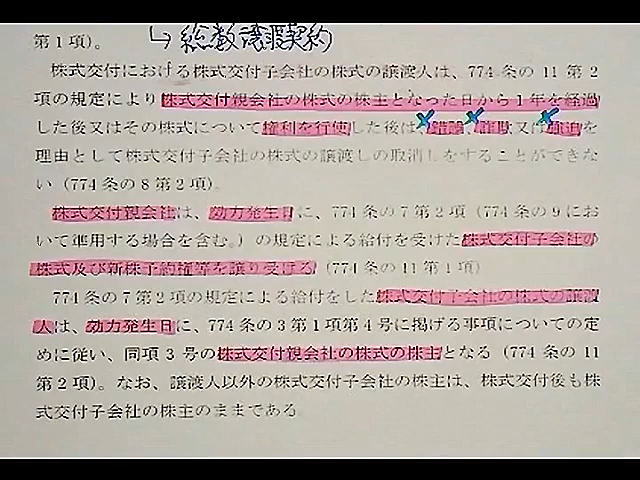 第1項)。 ↳総数譲渡契約
株式交付における株式交付子会社の株式の譲渡人は、774条の11第2
項の規定により株式交付親会社の株式の株主となった日から1年を経過
した後又はその株式について権利を行使した後は、錯誤、詐欺又は強迫を
理由として株式交付子会社の株式の譲渡しの取消しをすることができな
い(774条の8第2項)。
株式交付親会社は、効力発生日に、774条の7第2項(774条の9にお
いて準用する場合を含む。)の規定による給付を受けた株式交付子会社の
株式及び新株予約権等を譲り受ける(774条の11第1項)
774条の7第2項の規定による給付をした株式交付子会社の株式の譲渡
人は、効力発生日に、774条の3第1項第4号に掲げる事項についての定
めに従い、同項3号の株式交付親会社の株式の株主となる(774条の11
第2項)。なお、譲渡人以外の株式交付子会社の株主は、株式交付後も株
式交付子会社の株主のままである